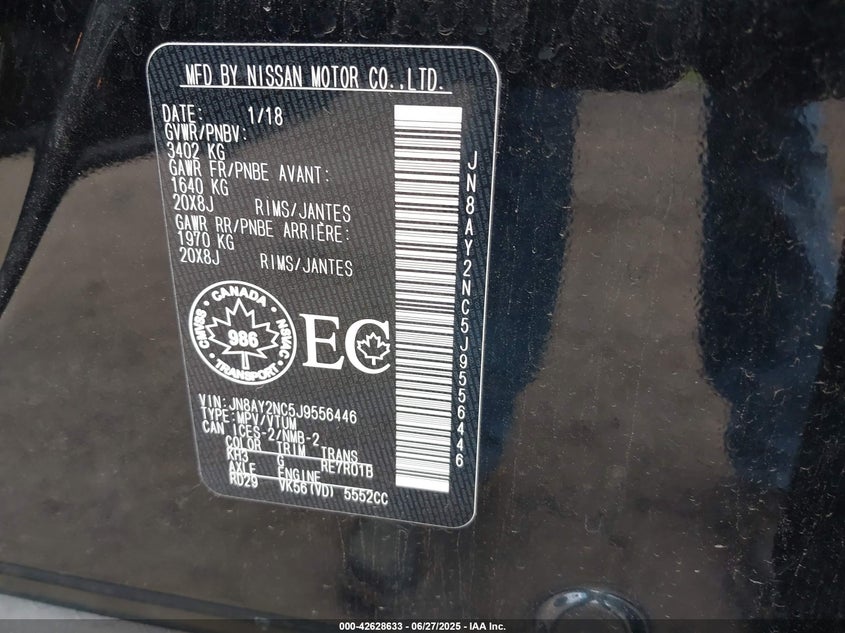 MFD BY NISSAN MOTOR CO.,LTD.
DATE: 1/18
GVWR/PNBV:
3402 KG
GAWR FR/PNBE AVANT:
1640 KG
20X8J RIMS/JANTES
GAWR RR/PNBE ARRIÈRE:
1970 KG
20X8J RIMS/JANTES
CANADA
CMVSS 986 NSVAC
TRANSPORT
EC
VIN:JN8AY2NC5J9556446
TYPE:MPV/VTUM
CAN ICES-2/NMB-2
COLOR TRIM TRANS
KH3 G RE7R01B
AXLE ENGINE
RD29 VK56(VD) 5552CC
JN8AY2NC5J9556446
000-42628633 — 06/27/2025 — IAA Inc.